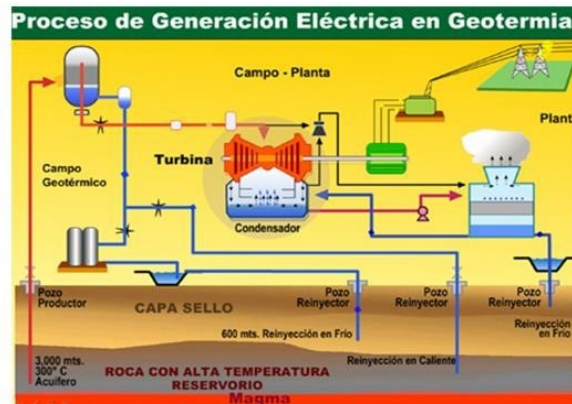 Proceso de Generación Eléctrica en Geotermia
Campo - Planta
Plant
Turbina
Campo
Geotérmico
Condensador
Pozo
Productor
CAPA SELLO
Pozo
Reinyector
Pozo
Reinyector
Pozo
Reinyector
600 mts. Reinyección en Frío
Reinyección
en Frío
3,000 mts.
300° C
Acuífero
Reinyección en Caliente
ROCA CON ALTA TEMPERATURA
RESERVORIO
Magma